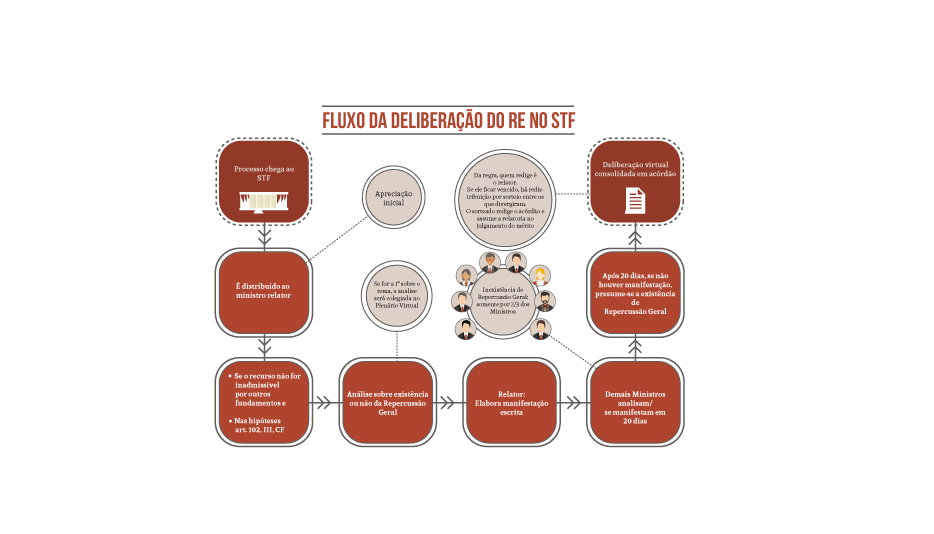 FLUXO DA DELIBERAÇÃO DO RE NO STF
Processo chega ao
STF
É distribuído ao
ministro relator
Apreciação
inicial
• Se o recurso não for
inadmissível
por outros
fundamentos e
• Nas hipóteses
art. 102, III, CF
Análise sobre existência
ou não da Repercussão
Geral
Se for a 1ª sobre o
tema, a análise
será colegiada no
Plenário Virtual
Relator:
Elabora manifestação
escrita
Demais Ministros
analisam/
se manifestam em
20 dias
Inexistência de
Repercussão Geral:
somente por 2/3 dos
Ministros
Após 20 dias, se não
houver manifestação,
presume-se a existência
de
Repercussão Geral
Deliberação virtual
consolidada em acórdão
Da regra, quem redige é
o relator.
Se ele ficar vencido, há redis-
tribuição por sorteio entre os
que divergiram.
O sorteado redige o acórdão e
assume a relatoria no
julgamento do mérito